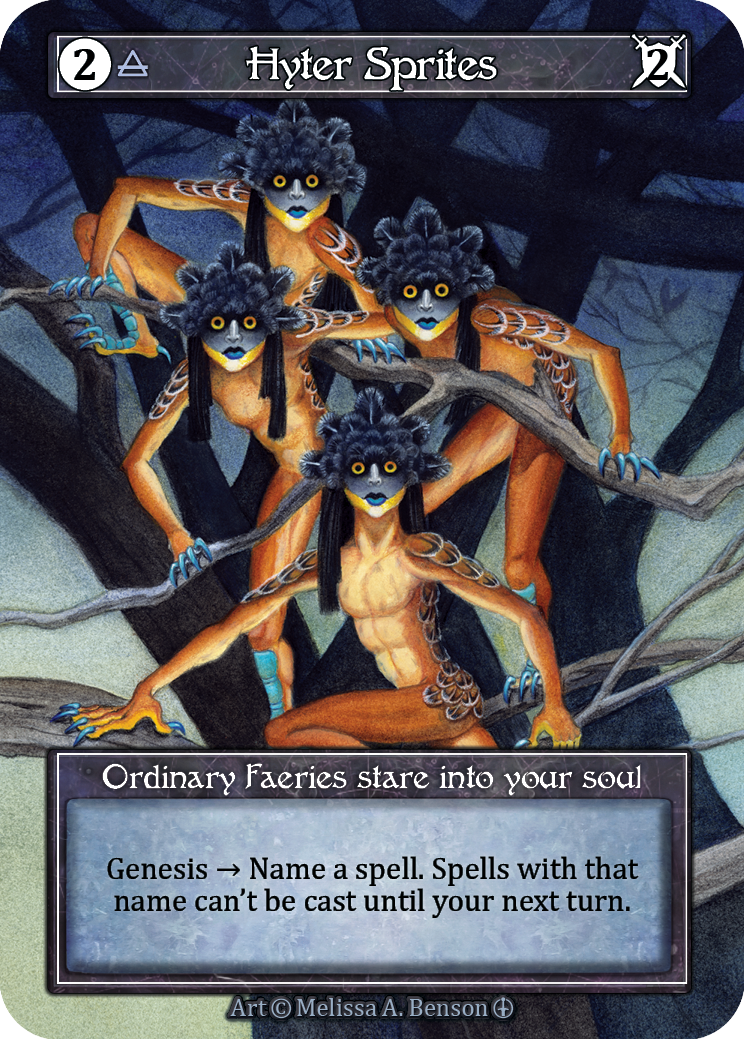 2 Hyter Sprites 2
Ordinary Faeries stare into your soul
Genesis → Name a spell. Spells with that
name can't be cast until your next turn.
Art © Melissa A. Benson